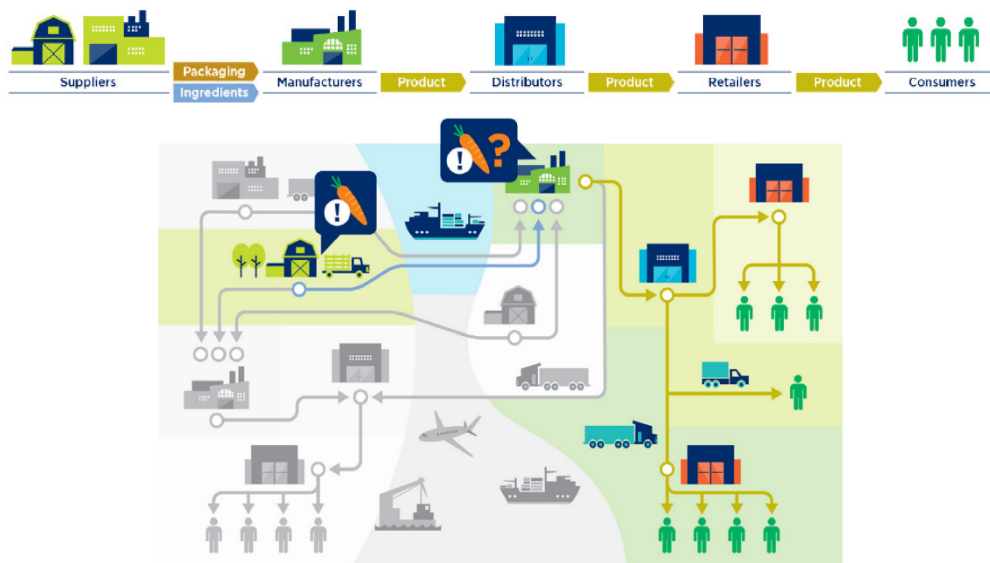 Packaging
Ingredients
Suppliers
Manufacturers
Product
Distributors
Product
Retailers
Product
Consumers
!
?
!